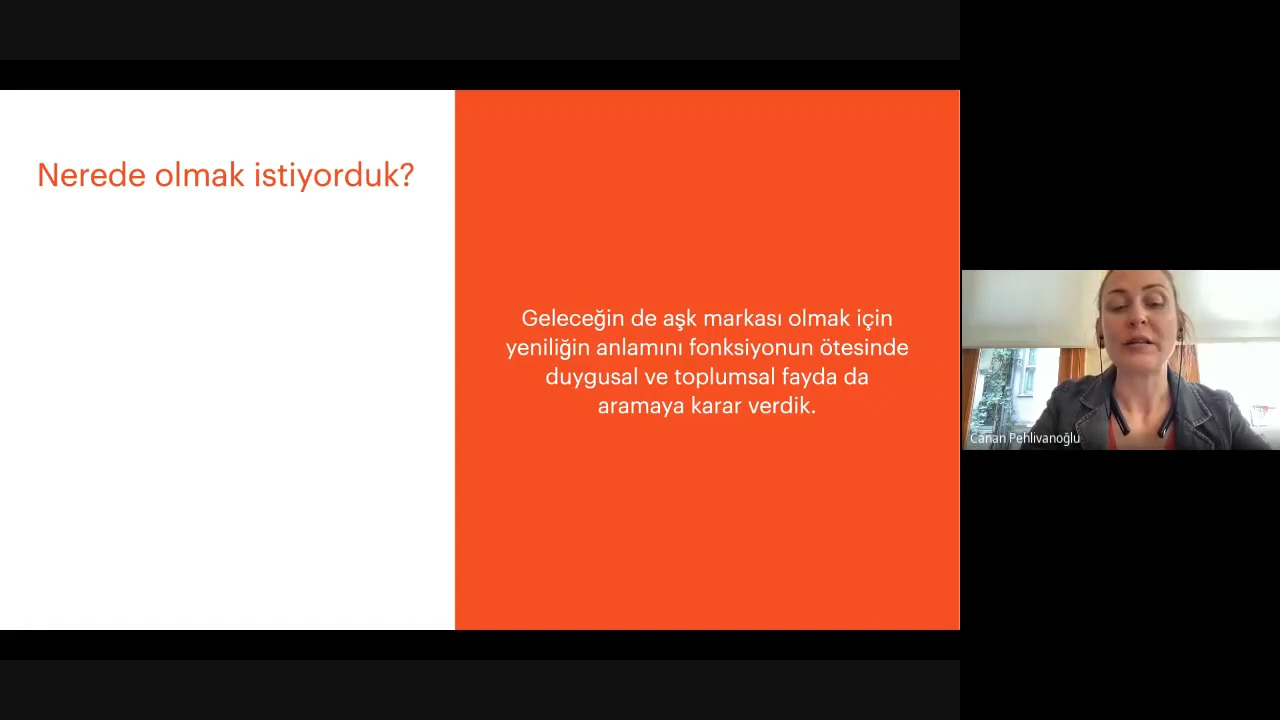 Nerede olmak istiyorduk?
Geleceğin de aşk markası olmak için
yeniliğin anlamını fonksiyonun ötesinde
duygusal ve toplumsal fayda da
aramaya karar verdik.
Canan Pehlivanoğlu